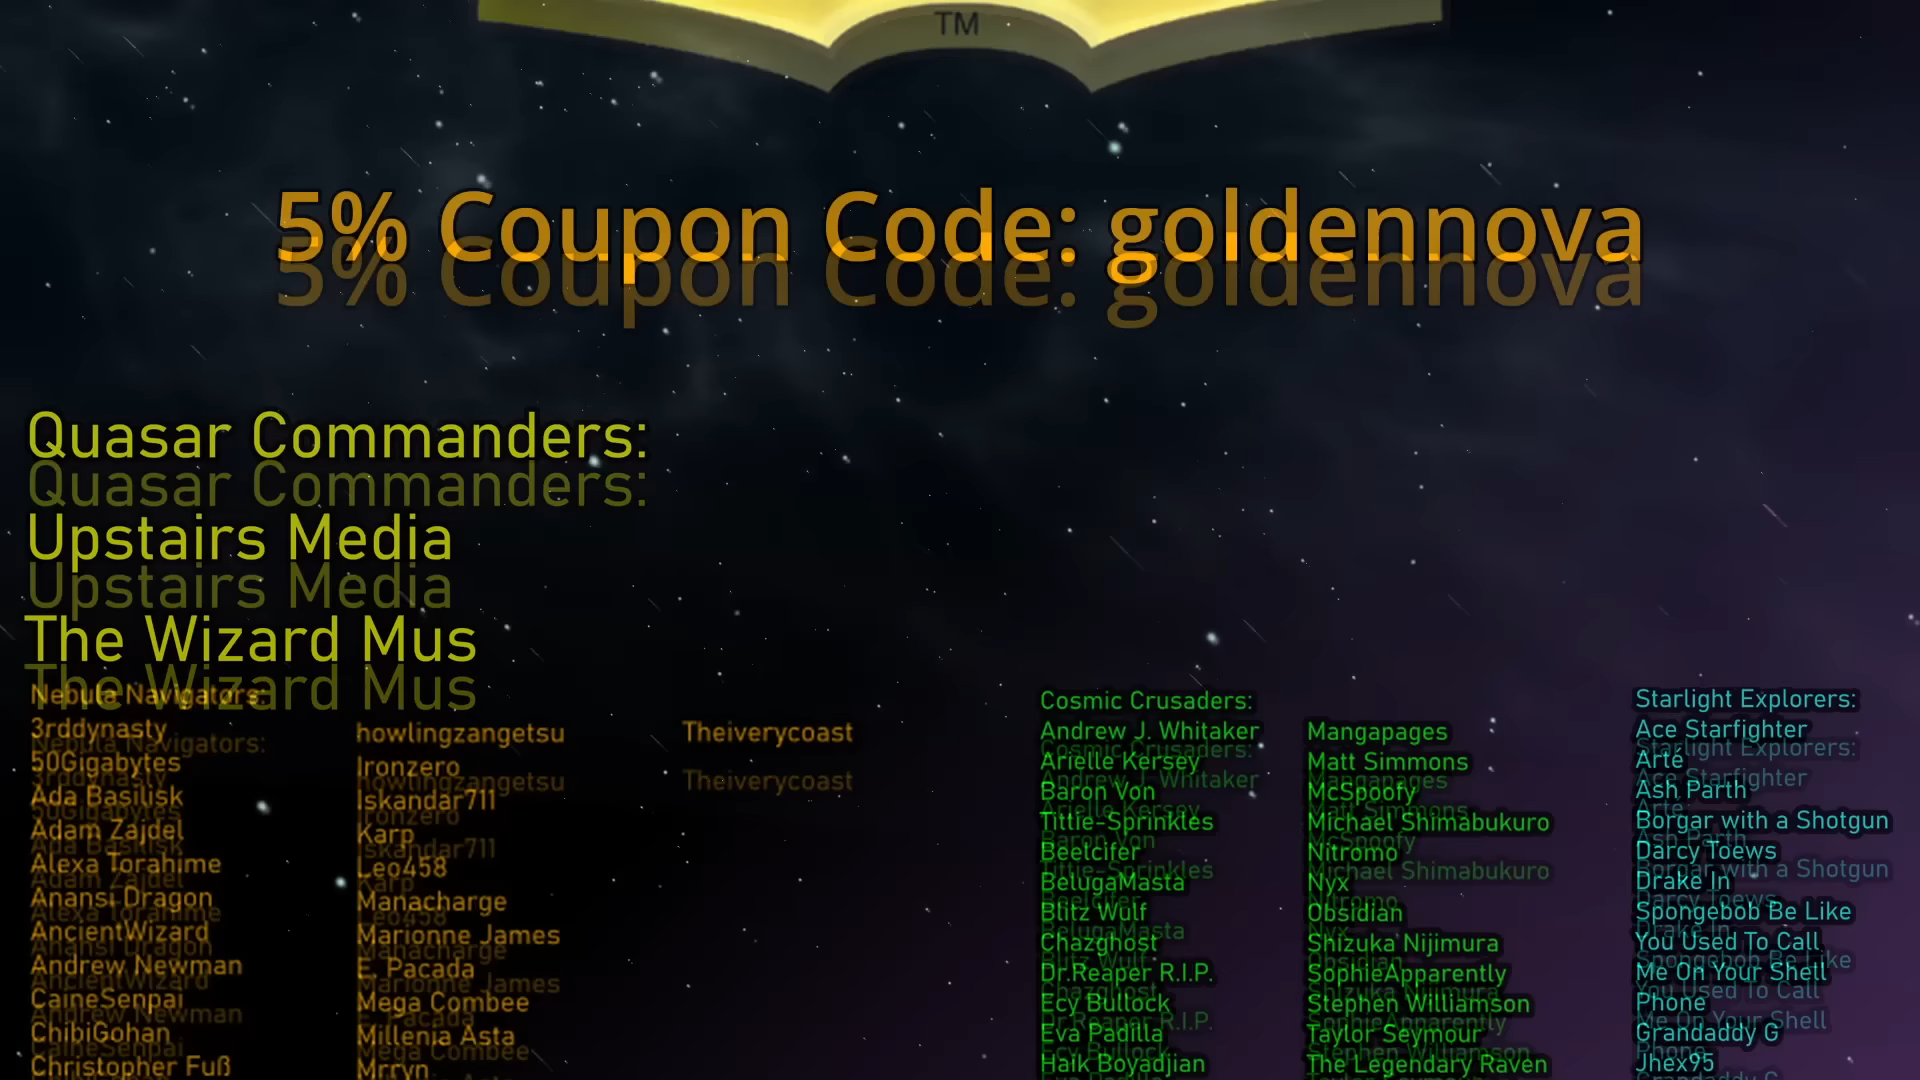 TM
5% Coupon Code: goldennova
Quasar Commanders:
Upstairs Media
The Wizard Mus
Nebula Navigators:
3rddynasty
50Gigabytes
Ada Basilisk
Adam Zajdel
Alexa Torahime
Anansi Dragon
AncientWizard
Andrew Newman
CaineSenpai
ChibiGohan
Christopher Fuß
howlingzangetsu
Ironzero
Iskandar711
Karp
Leo458
Manacharge
Marionne James
E. Pacada
Mega Combee
Millenia Asta
Mrryn
Theiverycoast
Cosmic Crusaders:
Andrew J. Whitaker
Arielle Kersey
Baron Von
Tittie-Sprinkles
Beelcifer
BelugaMasta
Blitz Wulf
Chazghost
Dr.Reaper R.I.P.
Ecy Bullock
Eva Padilla
Haik Boyadjian
Mangapages
Matt Simmons
McSpoofy
Michael Shimabukuro
Nitromo
Nyx
Obsidian
Shizuka Nijimura
SophieApparently
Stephen Williamson
Taylor Seymour
The Legendary Raven
Starlight Explorers:
Ace Starfighter
Arte
Ash Parth
Borgar with a Shotgun
Darcy Toews
Drake In
Spongebob Be Like
You Used To Call
Me On Your Shell
Phone
Grandaddy G
Jhex95